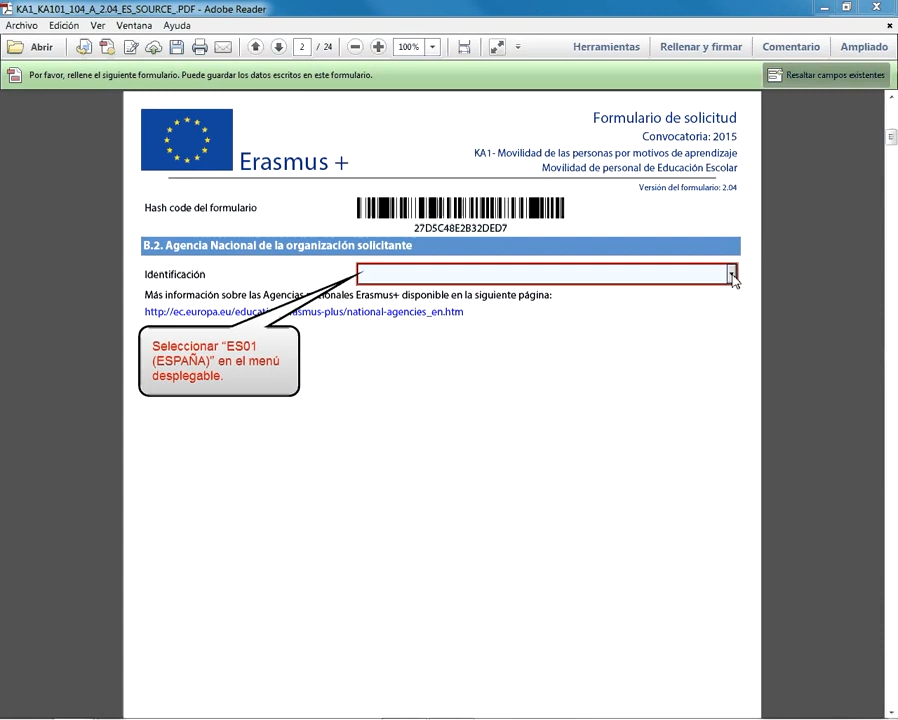 KA1_KA101_104_A_2.04_ES_SOURCE_PDF - Adobe Reader
Archivo Edición Ver Ventana Ayuda
Abrir 2 / 24 100% Herramientas Rellenar y firmar Comentario Ampliado
Por favor, rellene el siguiente formulario. Puede guardar los datos escritos en este formulario. Resaltar campos existentes
Formulario de solicitud
Convocatoria: 2015
Erasmus +
KA1- Movilidad de las personas por motivos de aprendizaje
Movilidad de personal de Educación Escolar
Versión del formulario: 2.04
Hash code del formulario
27D5C48E2B32DED7
B.2. Agencia Nacional de la organización solicitante
Identificación
Más información sobre las Agencias nacionales Erasmus+ disponible en la siguiente página:
http://ec.europa.eu/education/erasmus-plus/national-agencies_en.htm
Seleccionar “ES01
(ESPAÑA)” en el menú
desplegable.